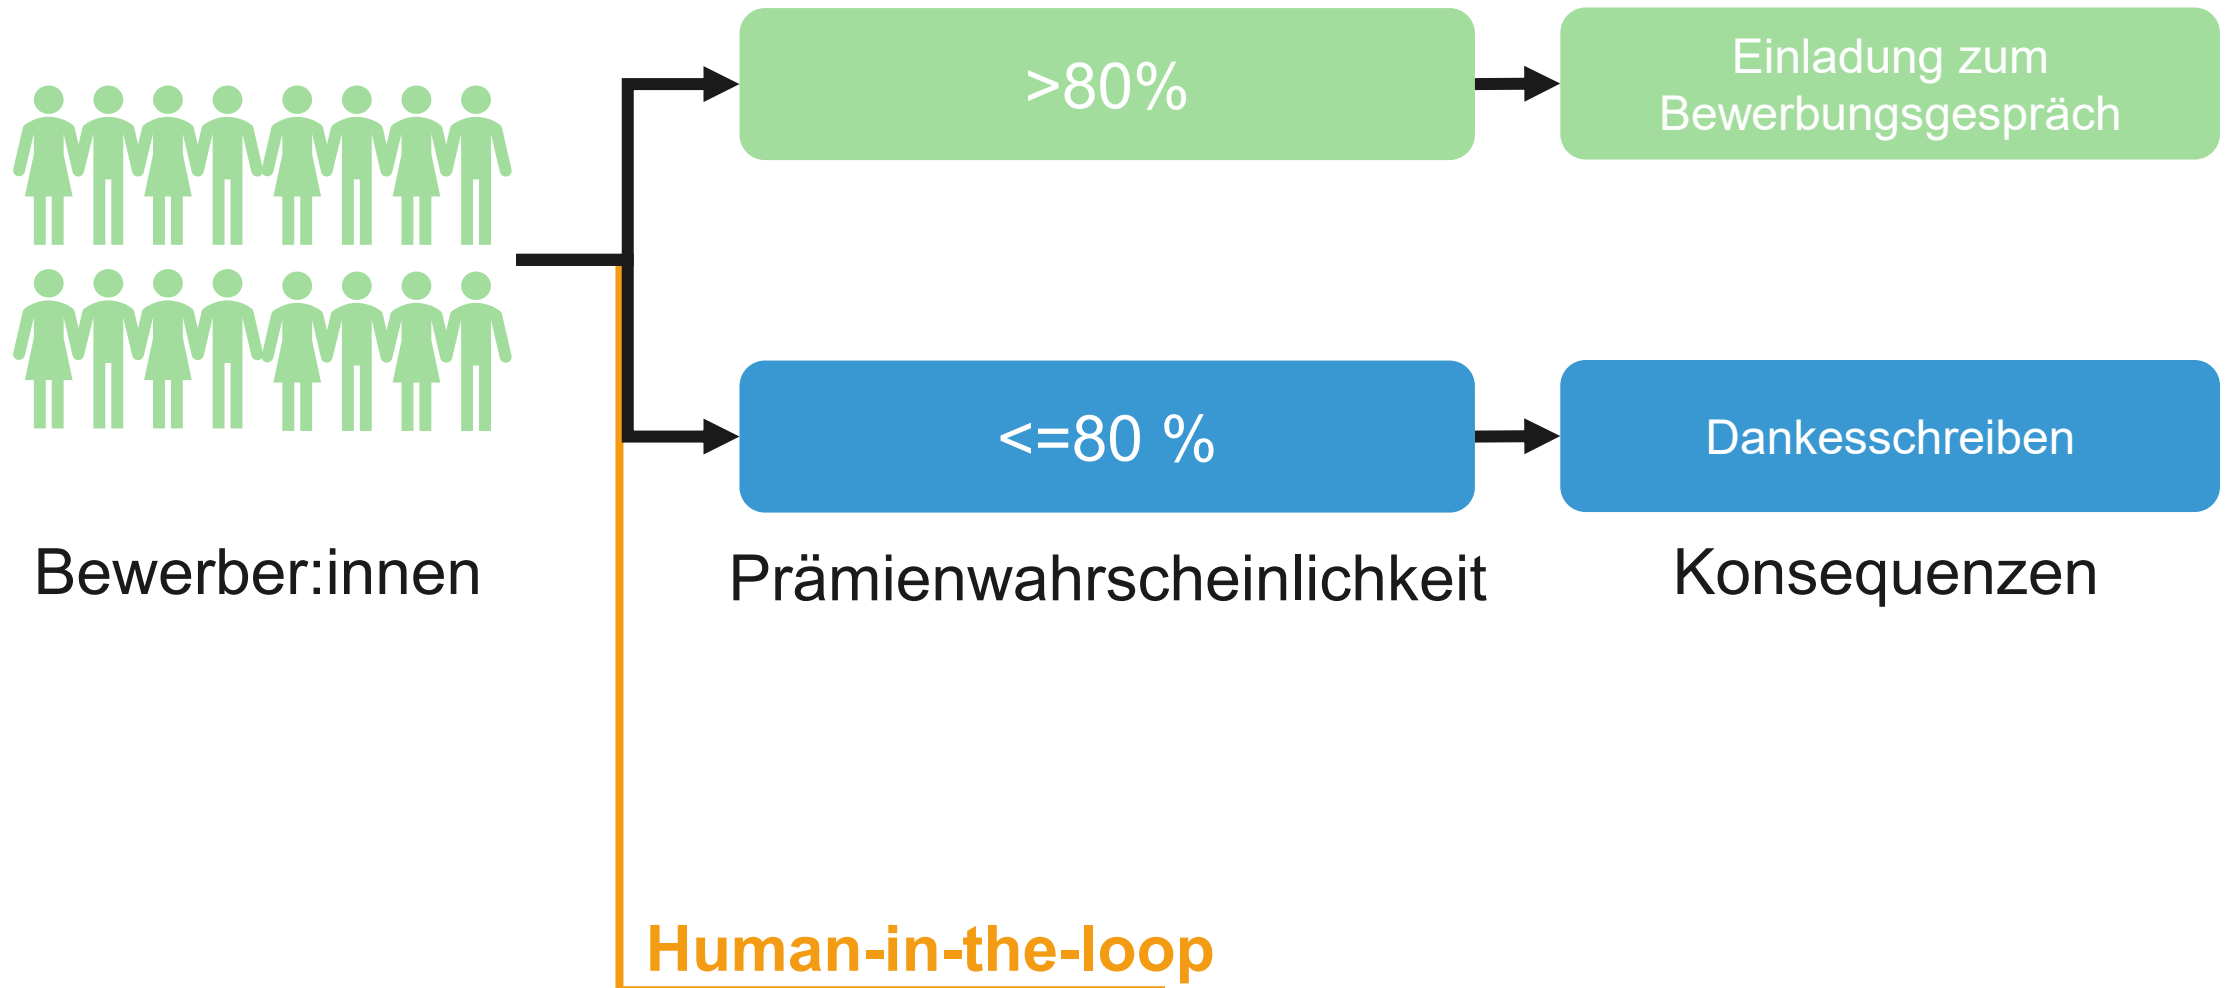 >80%
Einladung zum
Bewerbungsgespräch
<=80 %
Dankesschreiben
Bewerber:innen
Prämienwahrscheinlichkeit
Konsequenzen
Human-in-the-loop